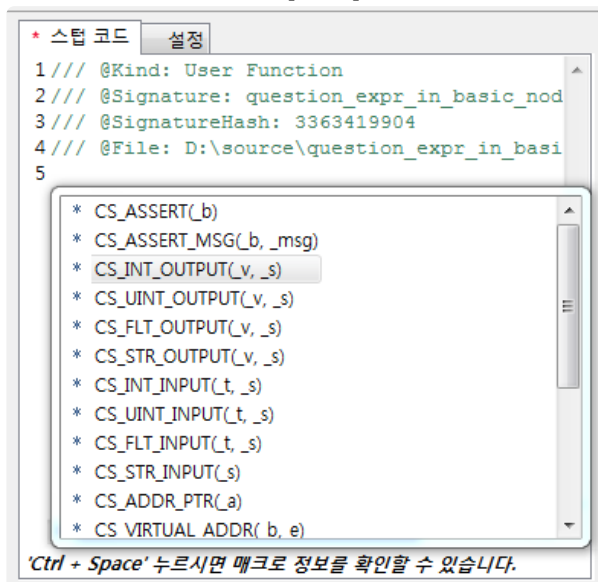 * 스텁 코드 설정
1/// @Kind: User Function
2/// @Signature: question_expr_in_basic_nod
3/// @SignatureHash: 3363419904
4/// @File: D:\source\question_expr_in_basi
5
* CS_ASSERT(_b)
* CS_ASSERT_MSG(_b, _msg)
* CS_INT_OUTPUT(_v, _s)
* CS_UINT_OUTPUT(_v, _s)
* CS_FLT_OUTPUT(_v, _s)
* CS_STR_OUTPUT(_v, _s)
* CS_INT_INPUT(_t, _s)
* CS_UINT_INPUT(_t, _s)
* CS_FLT_INPUT(_t, _s)
* CS_STR_INPUT(_s)
* CS_ADDR_PTR(_a)
* CS_VIRTUAL_ADDR(_b, e)
'Ctrl + Space' 누르시면 매크로 정보를 확인할 수 있습니다.